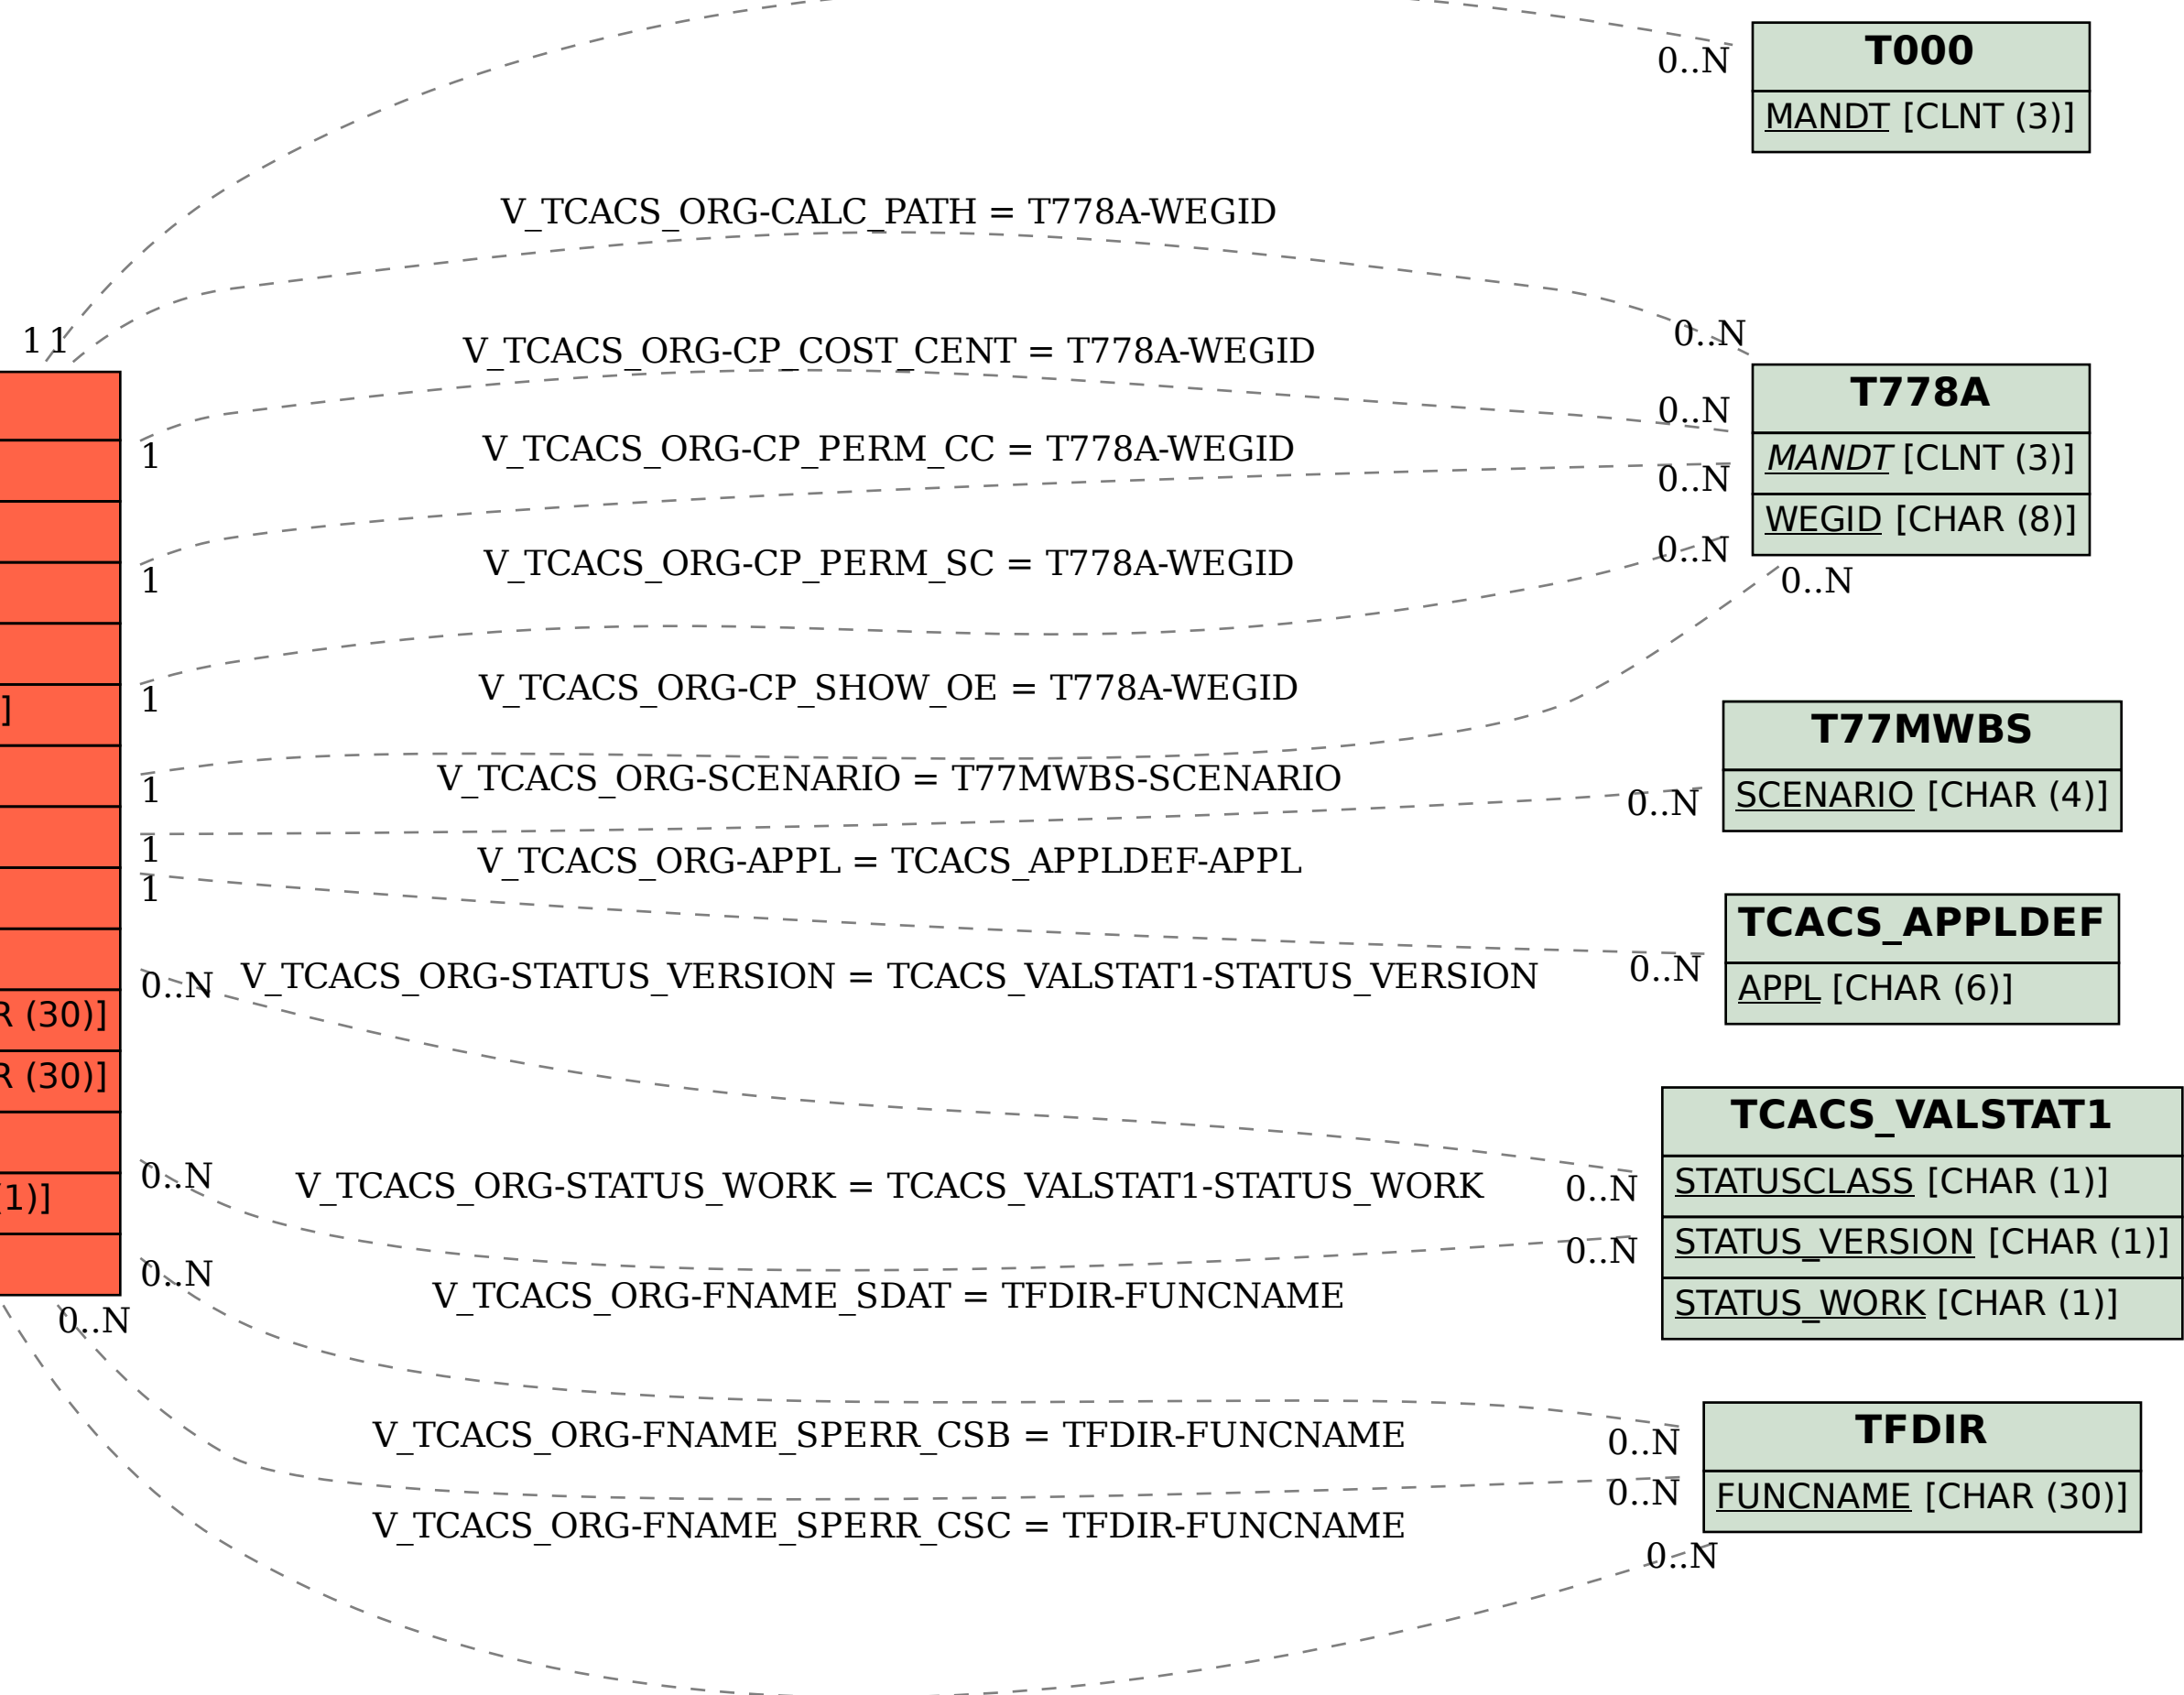 T000
0..N
MANDT [CLNT (3)]
V_TCACS_ORG-CALC_PATH = T778A-WEGID
1 1
0..N
V_TCACS_ORG-CP_COST_CENT = T778A-WEGID
T778A
0..N
1
V_TCACS_ORG-CP_PERM_CC = T778A-WEGID
MANDT [CLNT (3)]
0..N
WEGID [CHAR (8)]
V_TCACS_ORG-CP_PERM_SC = T778A-WEGID
0..N
1
0..N
V_TCACS_ORG-CP_SHOW_OE = T778A-WEGID
1
]
T77MWBS
V_TCACS_ORG-SCENARIO = T77MWBS-SCENARIO
1
0..N
SCENARIO [CHAR (4)]
1
V_TCACS_ORG-APPL = TCACS_APPLDEF-APPL
1
TCACS_APPLDEF
0..N
V_TCACS_ORG-STATUS_VERSION = TCACS_VALSTAT1-STATUS_VERSION
0..N
APPL [CHAR (6)]
R (30)]
R (30)]
TCACS_VALSTAT1
0..N
V_TCACS_ORG-STATUS_WORK = TCACS_VALSTAT1-STATUS_WORK
0..N
STATUSCLASS [CHAR (1)]
(1)]
0..N
STATUS_VERSION [CHAR (1)]
0..N
V_TCACS_ORG-FNAME_SDAT = TFDIR-FUNCNAME
STATUS_WORK [CHAR (1)]
0..N
V_TCACS_ORG-FNAME_SPERR_CSB = TFDIR-FUNCNAME
0..N
TFDIR
0..N
FUNCNAME [CHAR (30)]
V_TCACS_ORG-FNAME_SPERR_CSC = TFDIR-FUNCNAME
0..N